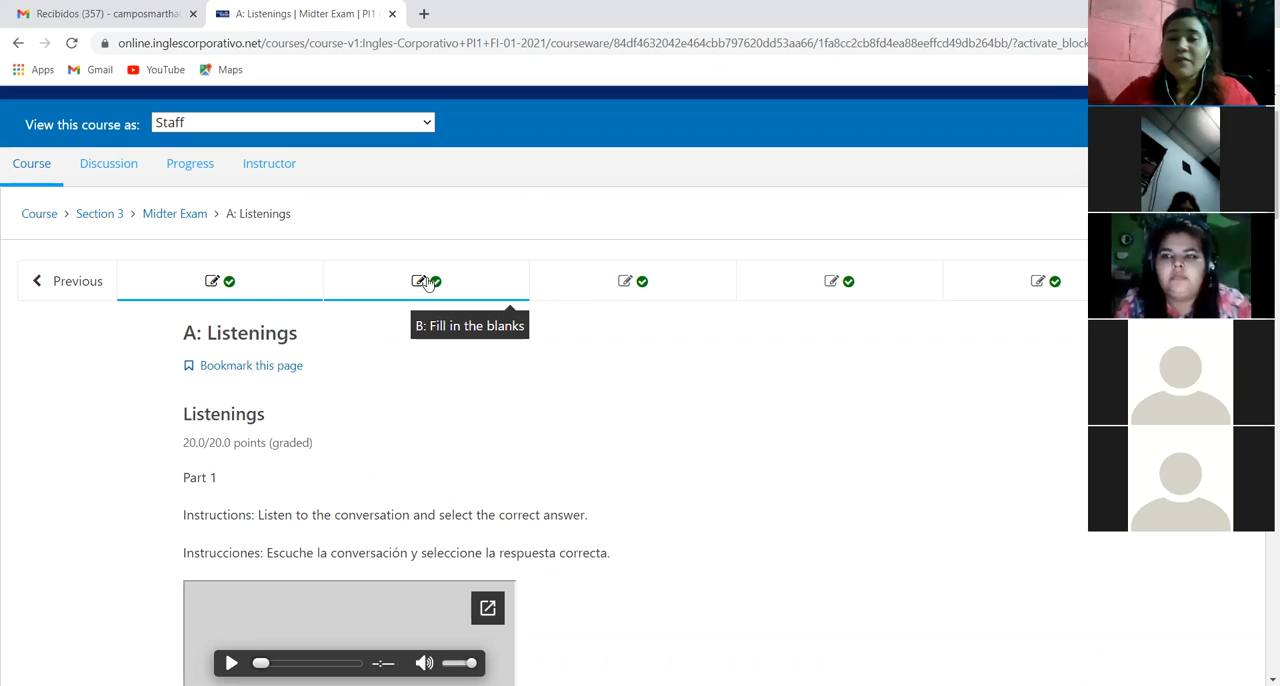 Recibidos (357) - camposmartha
A: Listenings | Midter Exam | PI1
online.inglescorporativo.net/courses/course-v1:Ingles-Corporativo+PI1+FI-01-2021/courseware/84df4632042e464cbb797620dd53aa66/1fa8cc2cb8fd4ea88eeffcd49db264bb/?activate_block
Apps
Gmail
YouTube
Maps
View this course as:
Staff
Course
Discussion
Progress
Instructor
Course > Section 3 > Midter Exam > A: Listenings
Previous
B: Fill in the blanks
A: Listenings
Bookmark this page
Listenings
20.0/20.0 points (graded)
Part 1
Instructions: Listen to the conversation and select the correct answer.
Instrucciones: Escuche la conversación y seleccione la respuesta correcta.
-:--